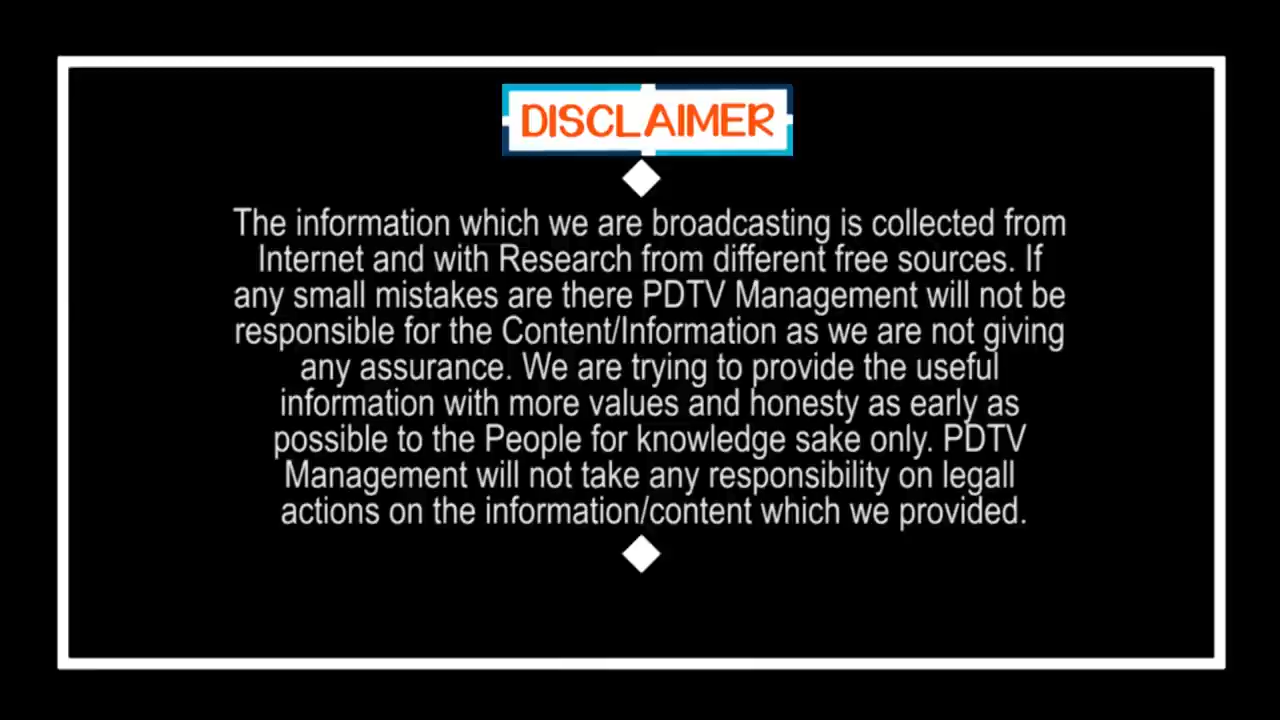 DISCLAIMER
The information which we are broadcasting is collected from
Internet and with Research from different free sources. If
any small mistakes are there PDTV Management will not be
responsible for the Content/Information as we are not giving
any assurance. We are trying to provide the useful
information with more values and honesty as early as
possible to the People for knowledge sake only. PDTV
Management will not take any responsibility on legall
actions on the information/content which we provided.